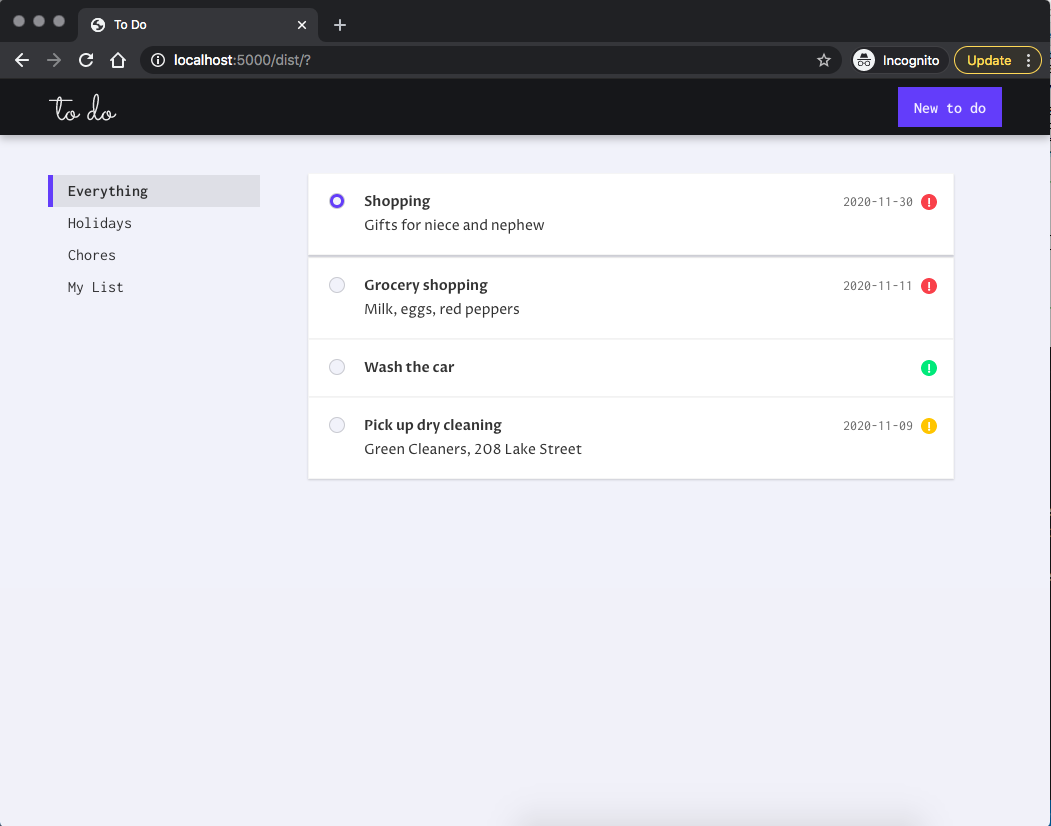 To Do
localhost:5000/dist/?
Incognito
Update
to do
New to do
Everything
Holidays
Chores
My List
Shopping
2020-11-30
Gifts for niece and nephew
Grocery shopping
2020-11-11
Milk, eggs, red peppers
Wash the car
Pick up dry cleaning
2020-11-09
Green Cleaners, 208 Lake Street